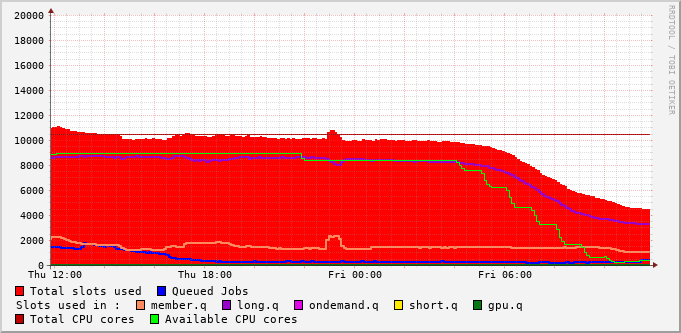 20000
18000
16000
14000
12000
10000
8000
6000
4000
2000
0
Thu 12:00 Thu 18:00 Fri 00:00 Fri 06:00
Total slots used Queued Jobs
Slots used in : member.q long.q ondemand.q short.q gpu.q
Total CPU cores Available CPU cores
RRDTOOL / TOBI OETIKER